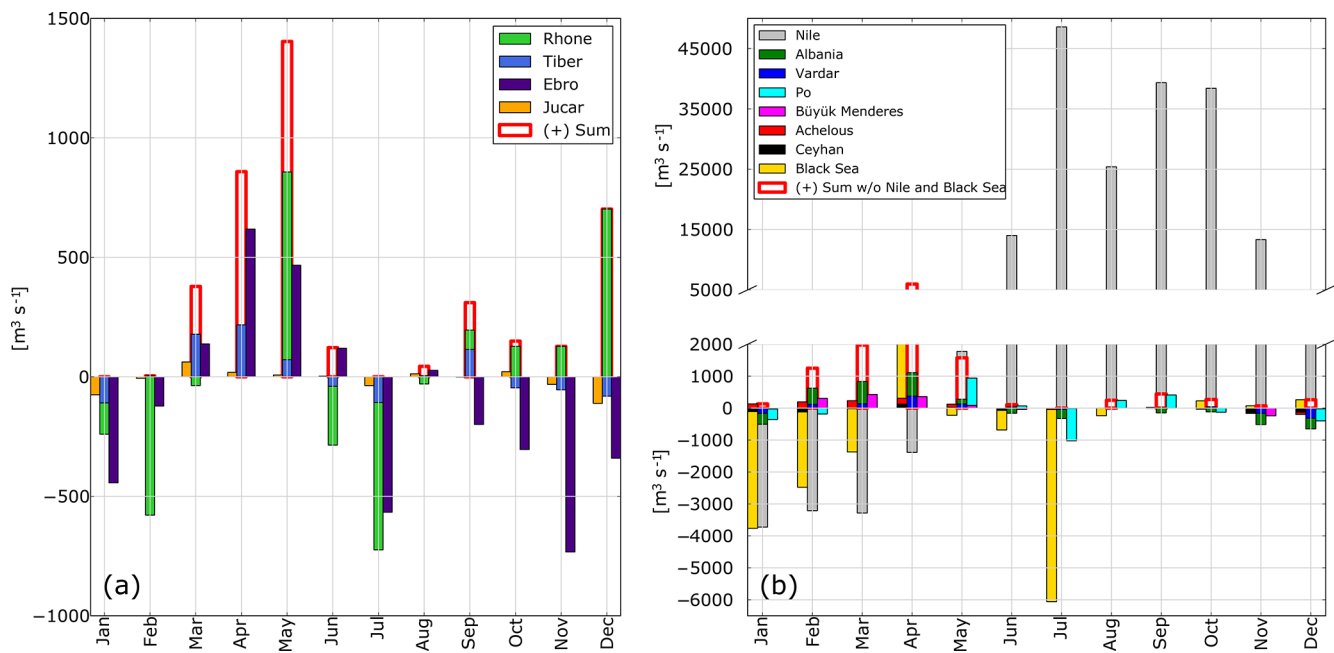 1500
1000
500
0
−500
−1000
[m³ s⁻¹]
Rhone
Tiber
Ebro
Jucar
(+) Sum
(a)
Jan Feb Mar Apr May Jun Jul Aug Sep Oct Nov Dec
45000
35000
25000
15000
5000
[m³ s⁻¹]
Nile
Albania
Vardar
Po
Büyük Menderes
Achelous
Ceyhan
Black Sea
(+) Sum w/o Nile and Black Sea
2000
1000
0
−1000
−2000
−3000
−4000
−5000
−6000
[m³ s⁻¹]
(b)
Jan Feb Mar Apr May Jun Jul Aug Sep Oct Nov Dec